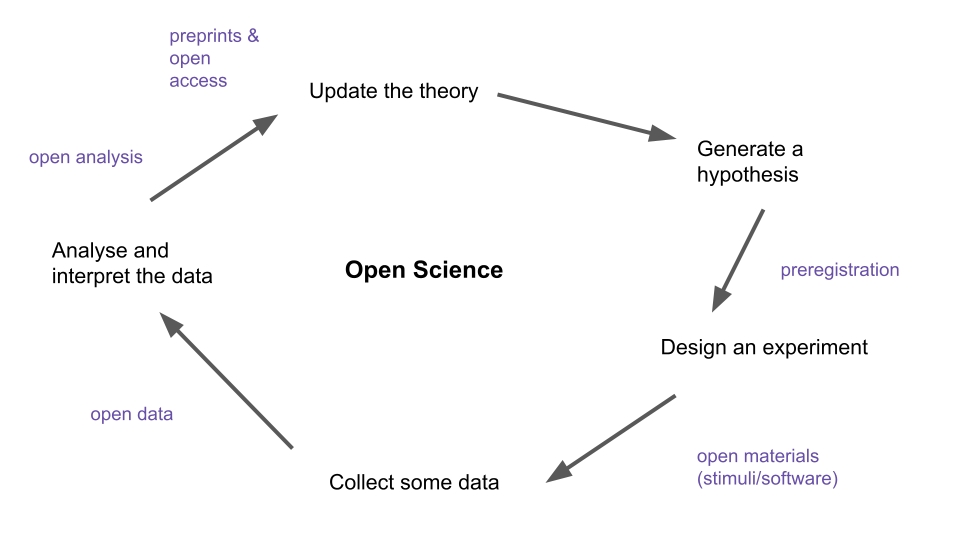 preprints &
open
access
Update the theory
open analysis
Generate a
hypothesis
Analyse and
interpret the data
Open Science
preregistration
Design an experiment
open data
open materials
(stimuli/software)
Collect some data